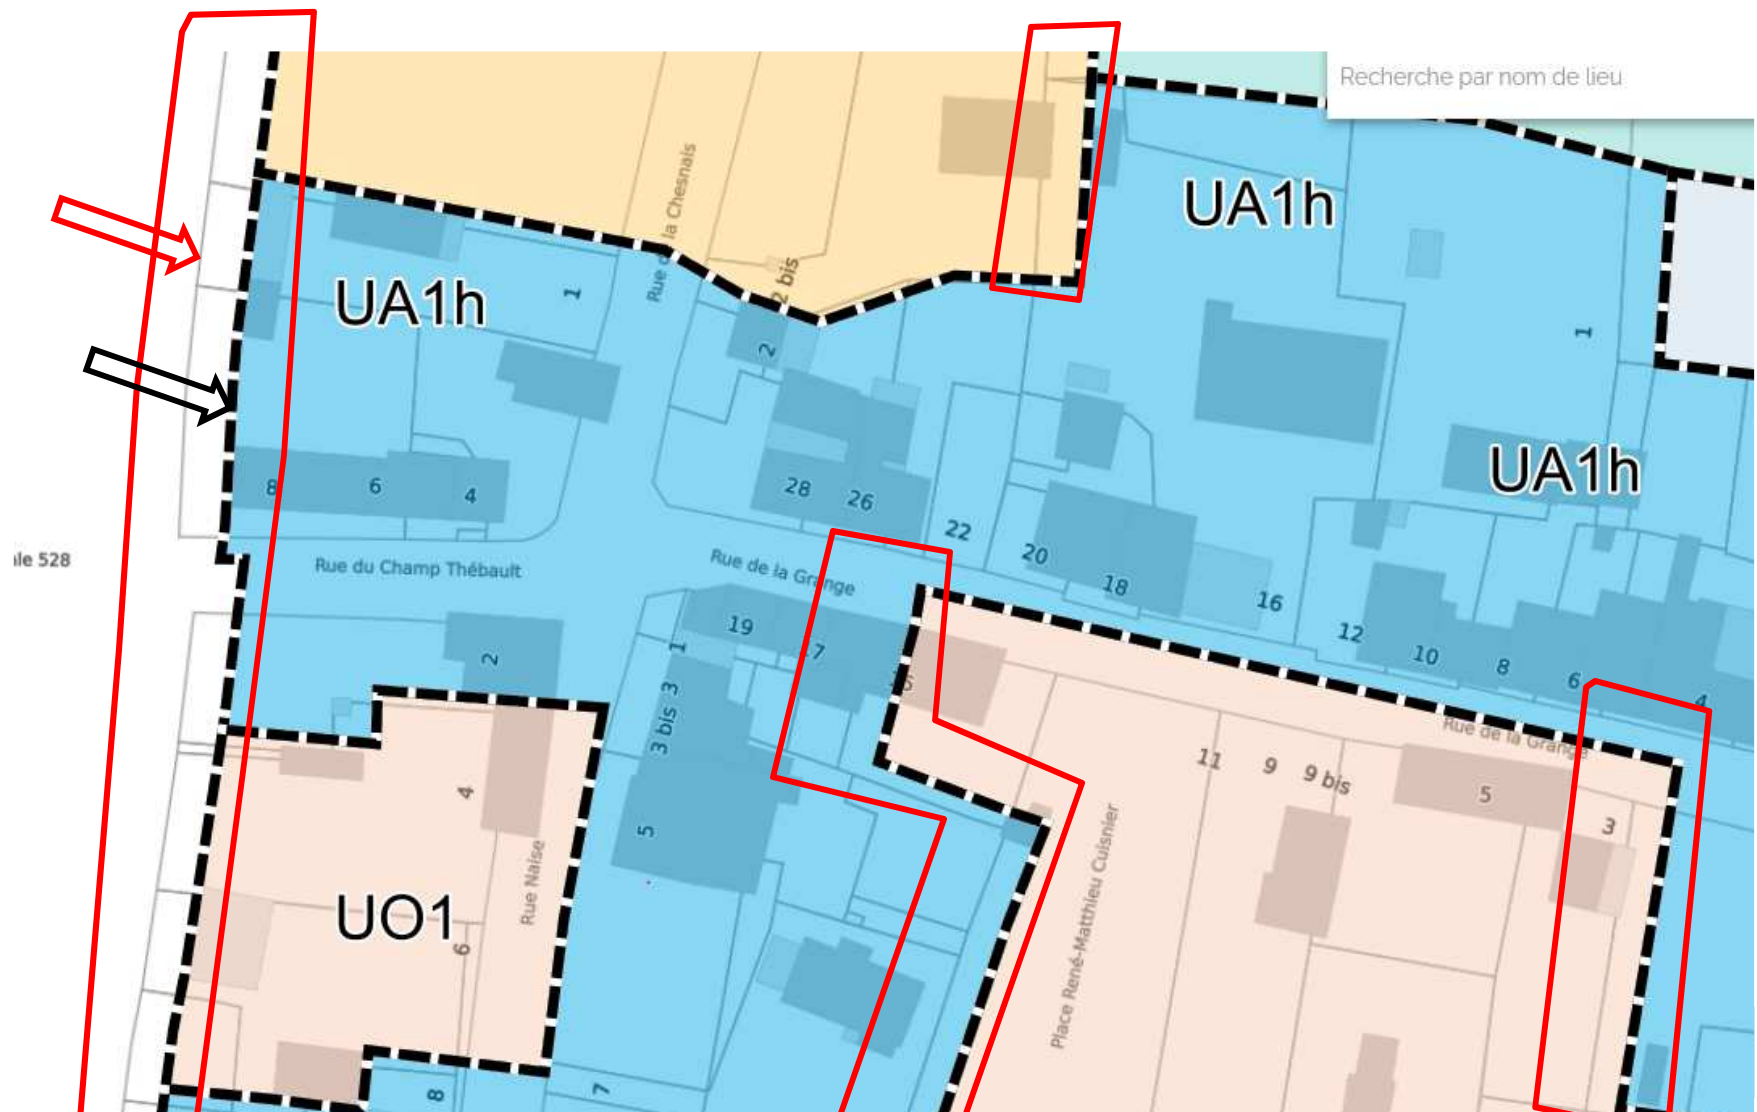 Recherche par nom de lieu
Rue de la Chesnais
UA1h
2 bis
UA1h
1
UA1h
1
2
UA1h
8
6
4
28
26
22
20
18
16
12
10
8
6
4
le 528
Rue du Champ Thébault
Rue de la Grange
19
17
2
1
3
3 bis
5
Rue de la Grange
11
9
9 bis
5
3
4
Rue Naise
UO1
6
Place René-Matthieu Cuisnier
8
7